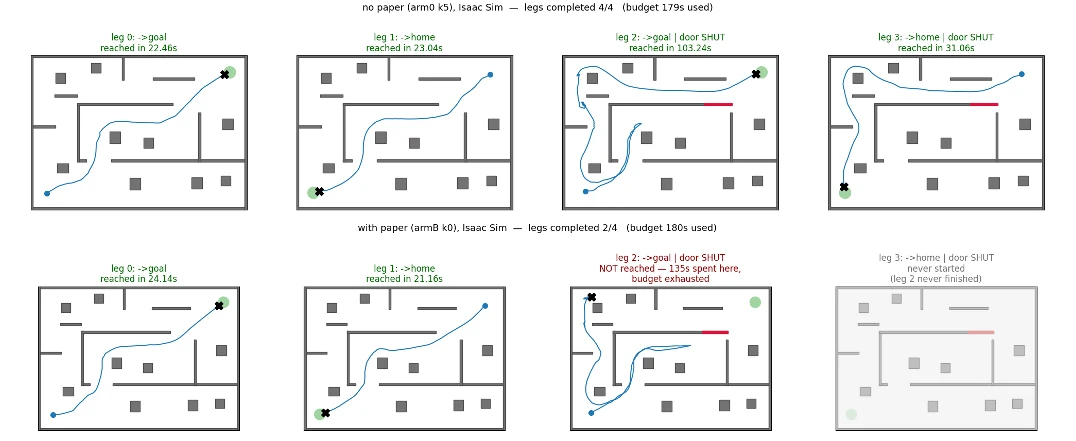 no paper (arm0 k5), Isaac Sim — legs completed 4/4 (budget 179s used)
leg 0: ->goal
reached in 22.46s
leg 1: ->home
reached in 23.04s
leg 2: ->goal | door SHUT
reached in 103.24s
leg 3: ->home | door SHUT
reached in 31.06s
with paper (armB k0), Isaac Sim — legs completed 2/4 (budget 180s used)
leg 0: ->goal
reached in 24.14s
leg 1: ->home
reached in 21.16s
leg 2: ->goal | door SHUT
NOT reached — 135s spent here,
budget exhausted
leg 3: ->home | door SHUT
never started
(leg 2 never finished)